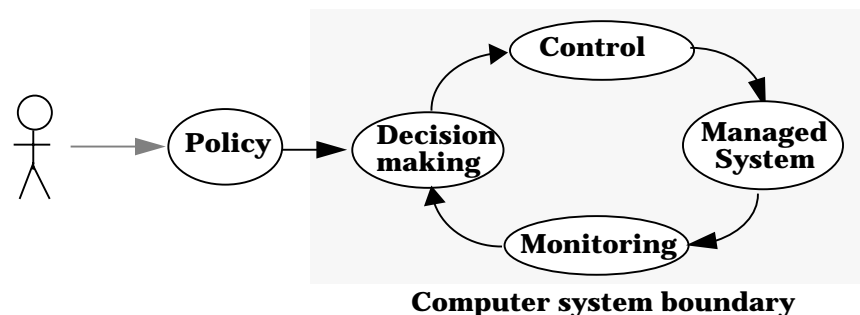 Control
Policy
Decision
making
Managed
System
Monitoring
Computer system boundary